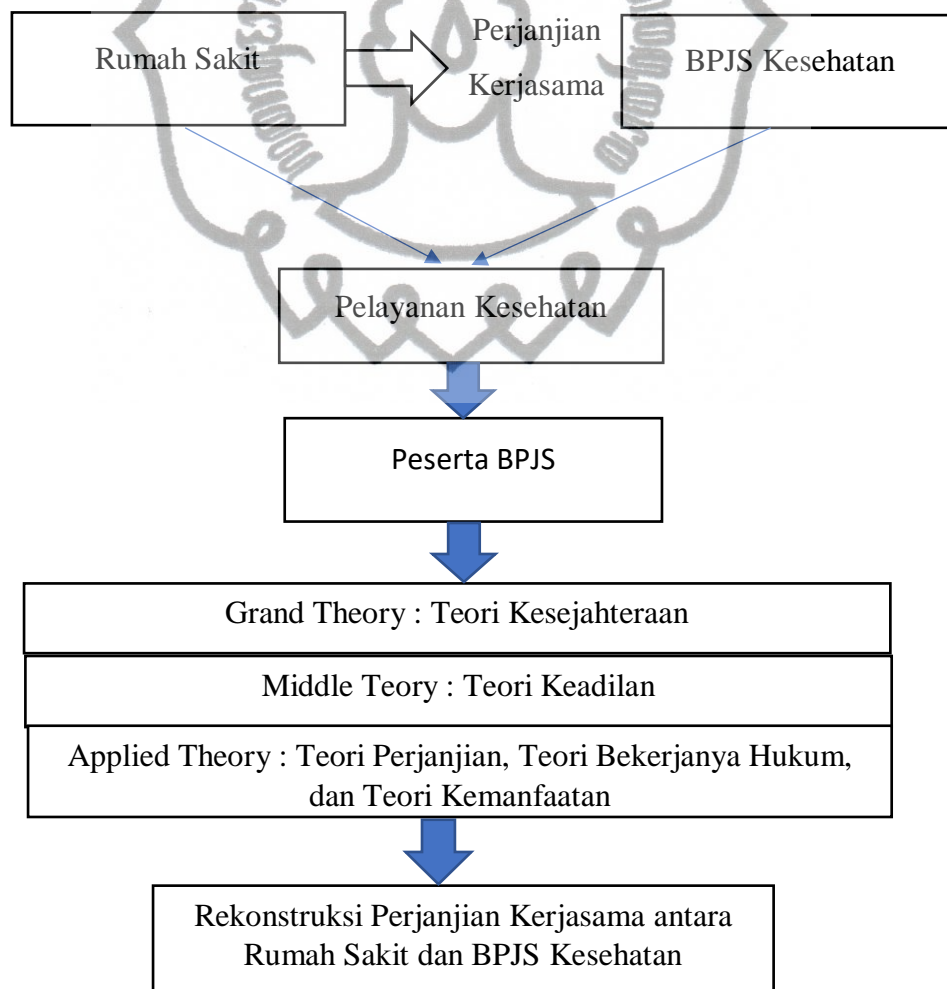 Rumah Sakit
Perjanjian
Kerjasama
BPJS Kesehatan
Pelayanan Kesehatan
Peserta BPJS
Grand Theory : Teori Kesejahteraan
Middle Teory : Teori Keadilan
Applied Theory : Teori Perjanjian, Teori Bekerjanya Hukum,
dan Teori Kemanfaatan
Rekonstruksi Perjanjian Kerjasama antara
Rumah Sakit dan BPJS Kesehatan